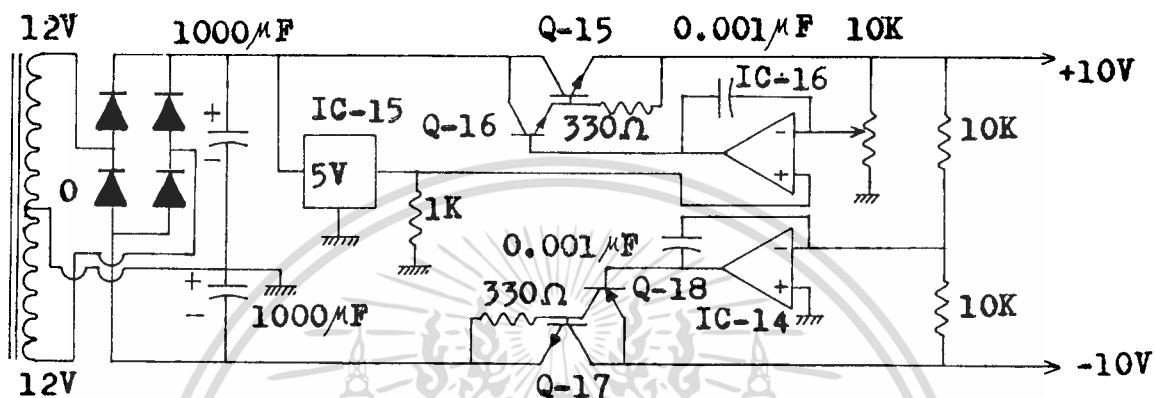 12V
1000μF
Q-15
0.001μF
10K
+10V
IC-15
Q-16
330Ω
IC-16
10K
+
-
-
+
0
5V
1K
0.001μF
+
-
330Ω
Q-18
-
+
IC-14
10K
1000μF
12V
Q-17
-10V